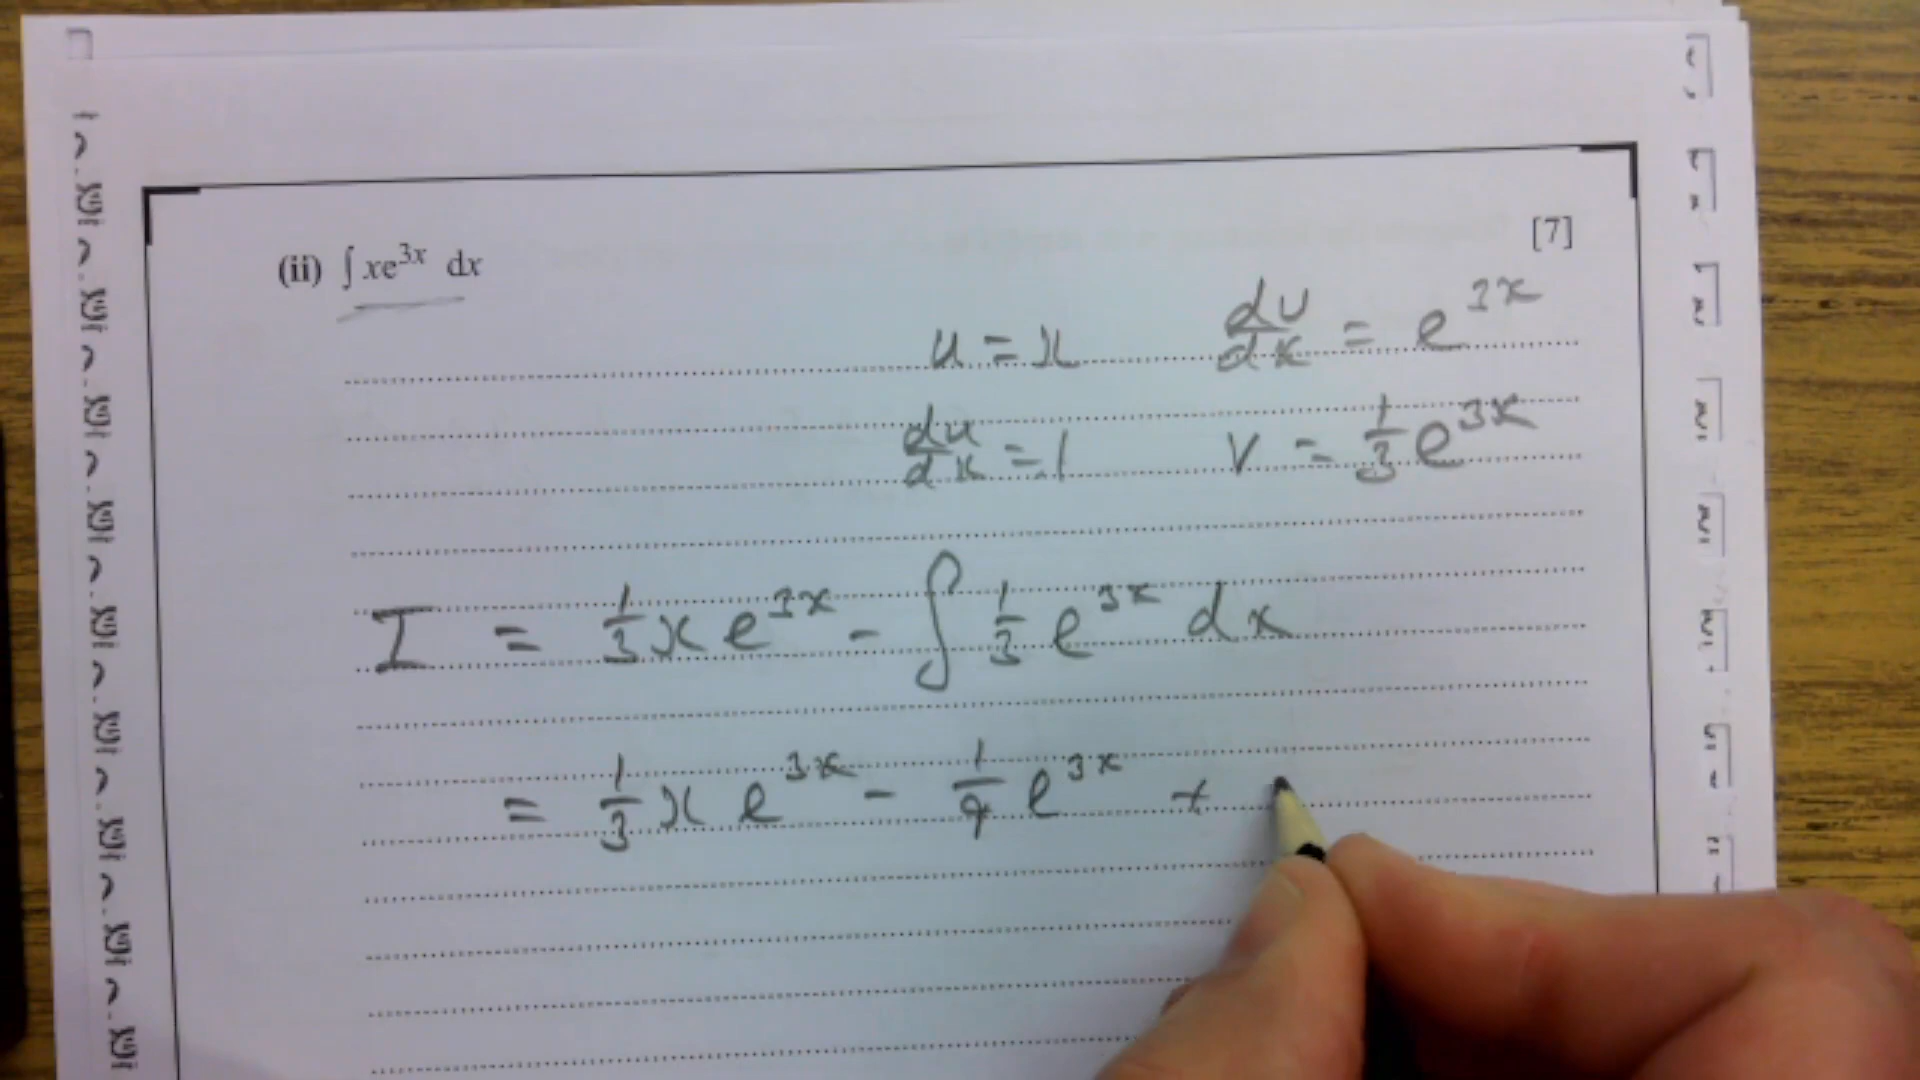 [7]
(ii) ∫ xe^{3x} dx
u = x    dv/dx = e^{3x}
du/dx = 1    v = 1/3 e^{3x}
I = 1/3 x e^{3x} - ∫ 1/3 e^{3x} dx
= 1/3 x e^{3x} - 1/9 e^{3x} +